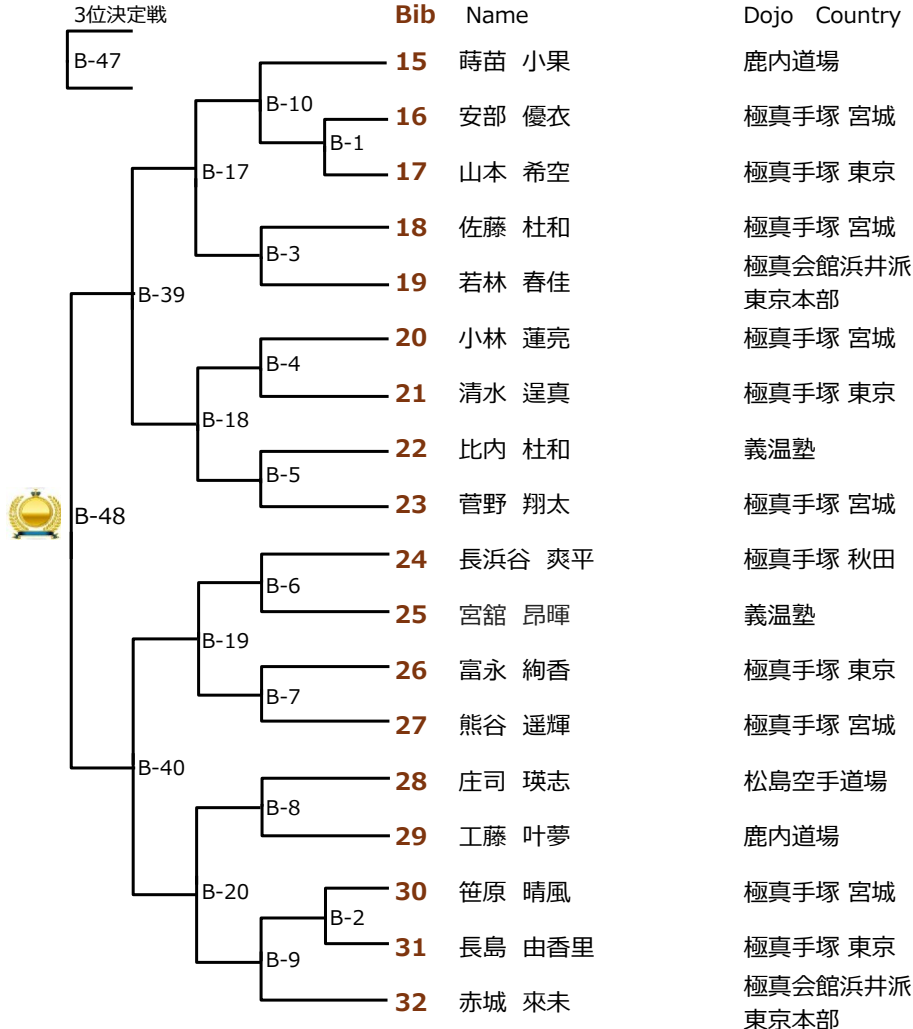 3位決定戦 Bib Name Dojo Country
B-47
15 蒔苗 小果 鹿内道場
B-10
16 安部 優衣 極真手塚 宮城
B-1
B-17
17 山本 希空 極真手塚 東京
18 佐藤 杜和 極真手塚 宮城
B-3
19 若林 春佳 極真会館浜井派
東京本部
B-39
20 小林 蓮亮 極真手塚 宮城
B-4
21 清水 逞真 極真手塚 東京
B-18
22 比内 杜和 義温塾
B-5
23 菅野 翔太 極真手塚 宮城
B-48
24 長浜谷 爽平 極真手塚 秋田
B-6
25 宮舘 昂暉 義温塾
B-19
26 富永 絢香 極真手塚 東京
B-7
27 熊谷 遥輝 極真手塚 宮城
B-40
28 庄司 瑛志 松島空手道場
B-8
29 工藤 叶夢 鹿内道場
B-20
30 笹原 晴風 極真手塚 宮城
B-2
31 長島 由香里 極真手塚 東京
B-9
32 赤城 來未 極真会館浜井派
東京本部